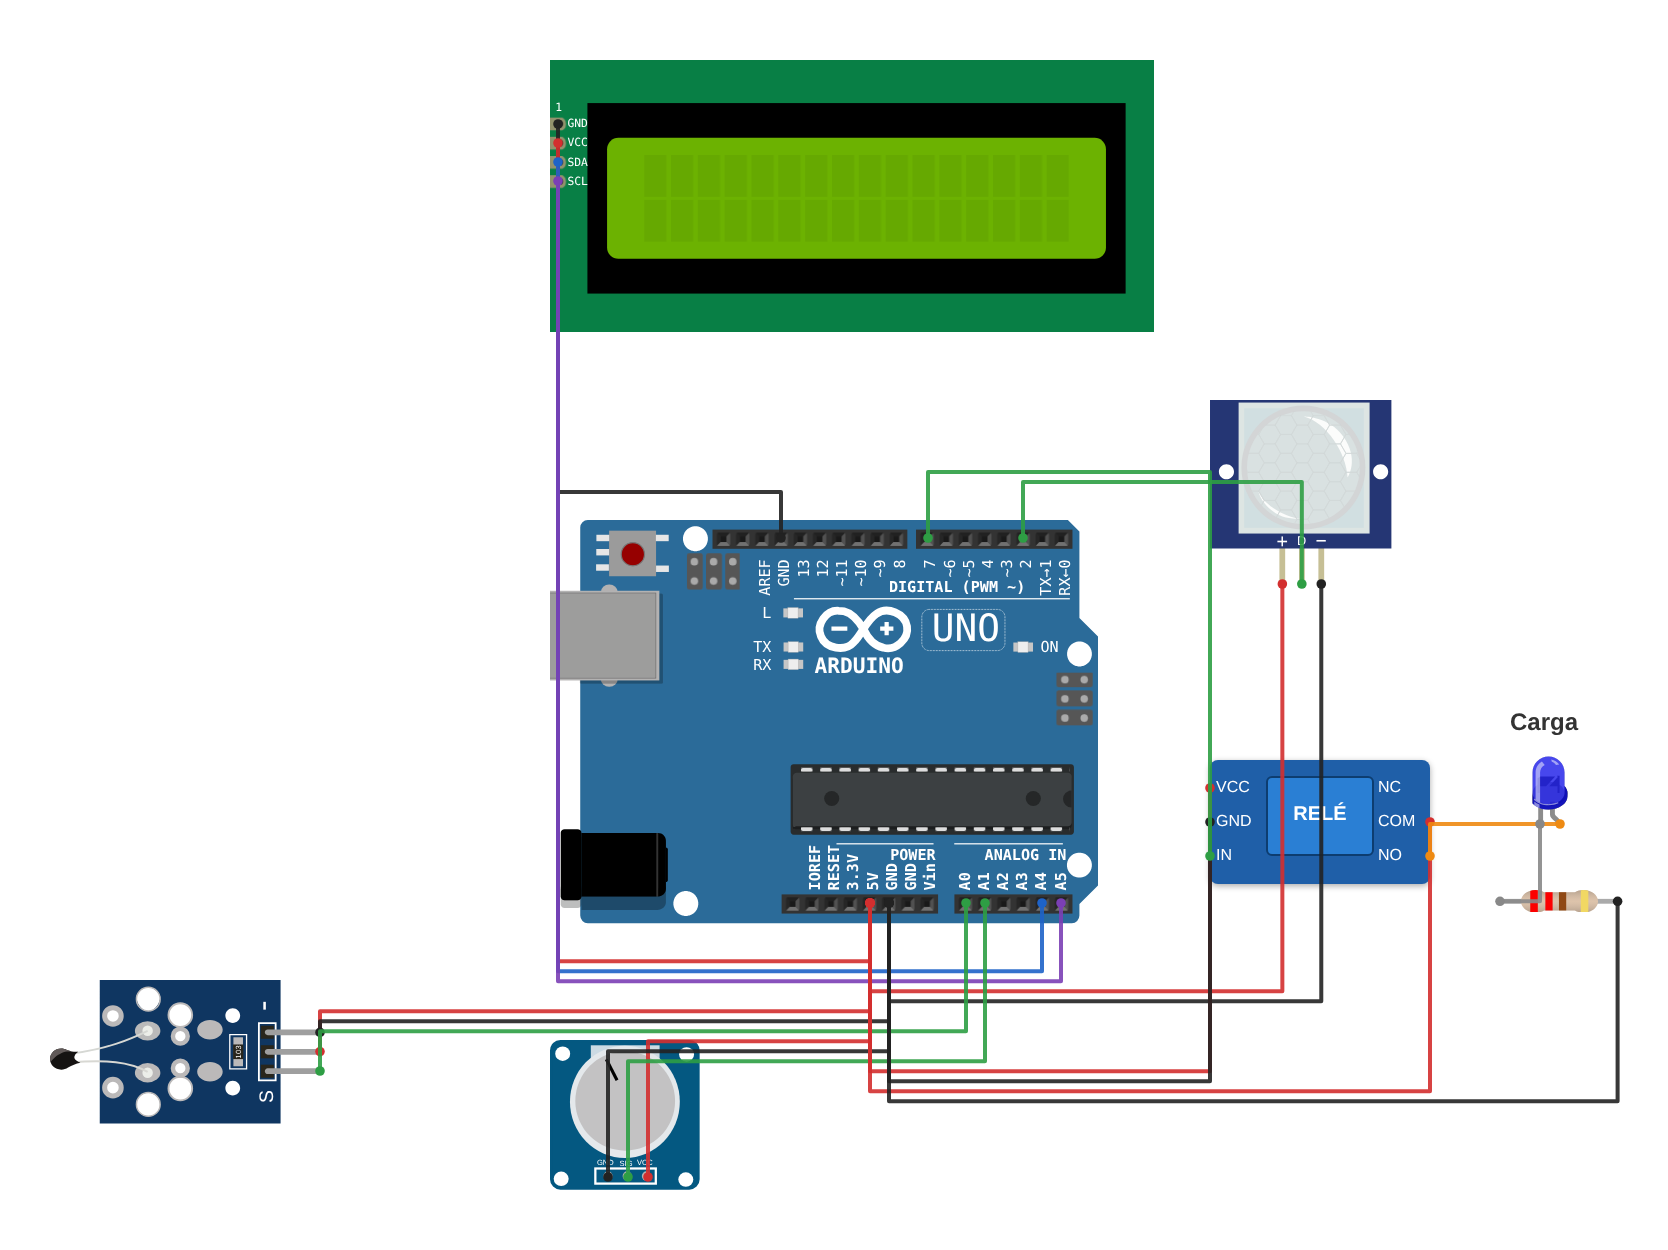 1
GND
VCC
SDA
SCL
+ D −
AREF
GND
13
12
~11
~10
~9
8
7
~6
~5
4
~3
2
TX→1
RX←0
DIGITAL (PWM ~)
L
TX
RX
ARDUINO
UNO
ON
Carga
VCC
GND
IN
RELÉ
NC
COM
NO
IOREF
RESET
3.3V
5V
GND
GND
Vin
POWER
ANALOG IN
A0
A1
A2
A3
A4
A5
-
103
S
GND SIG VCC